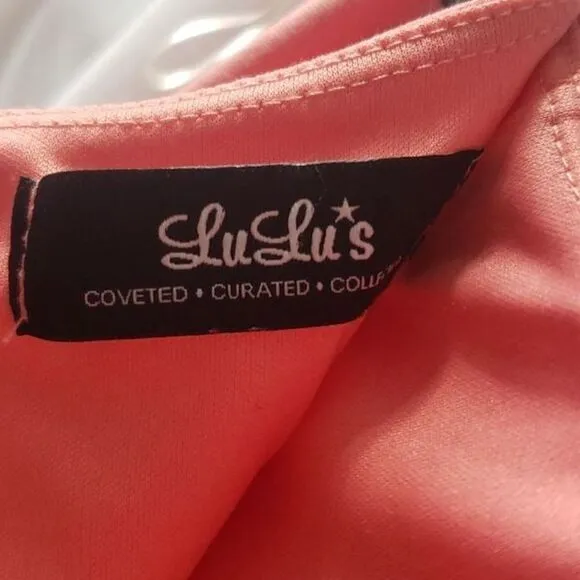 LuLu's
COVETED • CURATED •